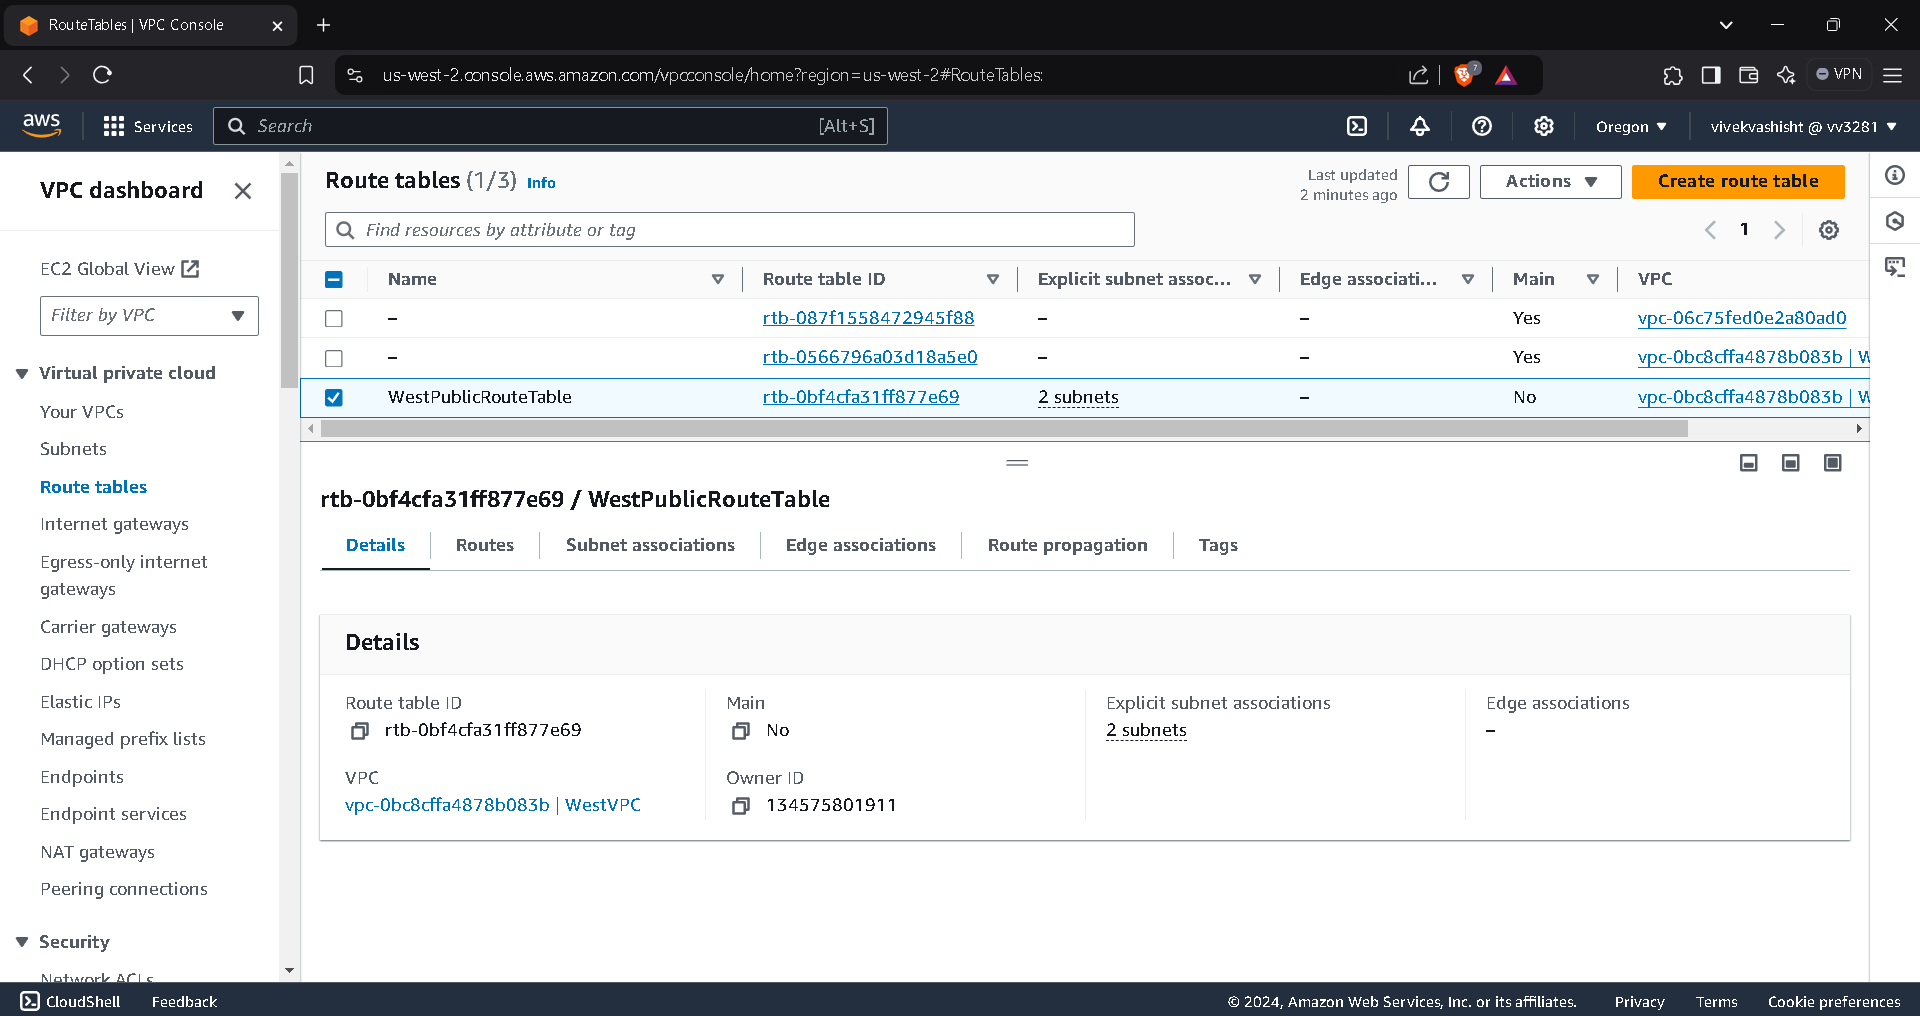 RouteTables | VPC Console
us-west-2.console.aws.amazon.com/vpcconsole/home?region=us-west-2#RouteTables:
7
VPN
aws
Services
Search
[Alt+S]
Oregon
vivekvashisht @ vv3281
VPC dashboard
EC2 Global View
Filter by VPC
Virtual private cloud
Your VPCs
Subnets
Route tables
Internet gateways
Egress-only internet
gateways
Carrier gateways
DHCP option sets
Elastic IPs
Managed prefix lists
Endpoints
Endpoint services
NAT gateways
Peering connections
Security
Network ACLs
Route tables (1/3) Info
Last updated
2 minutes ago
Actions
Create route table
Find resources by attribute or tag
1
Name Route table ID Explicit subnet assoc... Edge associati... Main VPC
– rtb-087f1558472945f88 – – Yes vpc-06c75fed0e2a80ad0
– rtb-0566796a03d18a5e0 – – Yes vpc-0bc8cffa4878b083b | W
WestPublicRouteTable rtb-0bf4cfa31ff877e69 2 subnets – No vpc-0bc8cffa4878b083b | W
rtb-0bf4cfa31ff877e69 / WestPublicRouteTable
Details Routes Subnet associations Edge associations Route propagation Tags
Details
Route table ID
rtb-0bf4cfa31ff877e69
Main
No
Explicit subnet associations
2 subnets
Edge associations
–
VPC
vpc-0bc8cffa4878b083b | WestVPC
Owner ID
134575801911
CloudShell Feedback
© 2024, Amazon Web Services, Inc. or its affiliates. Privacy Terms Cookie preferences